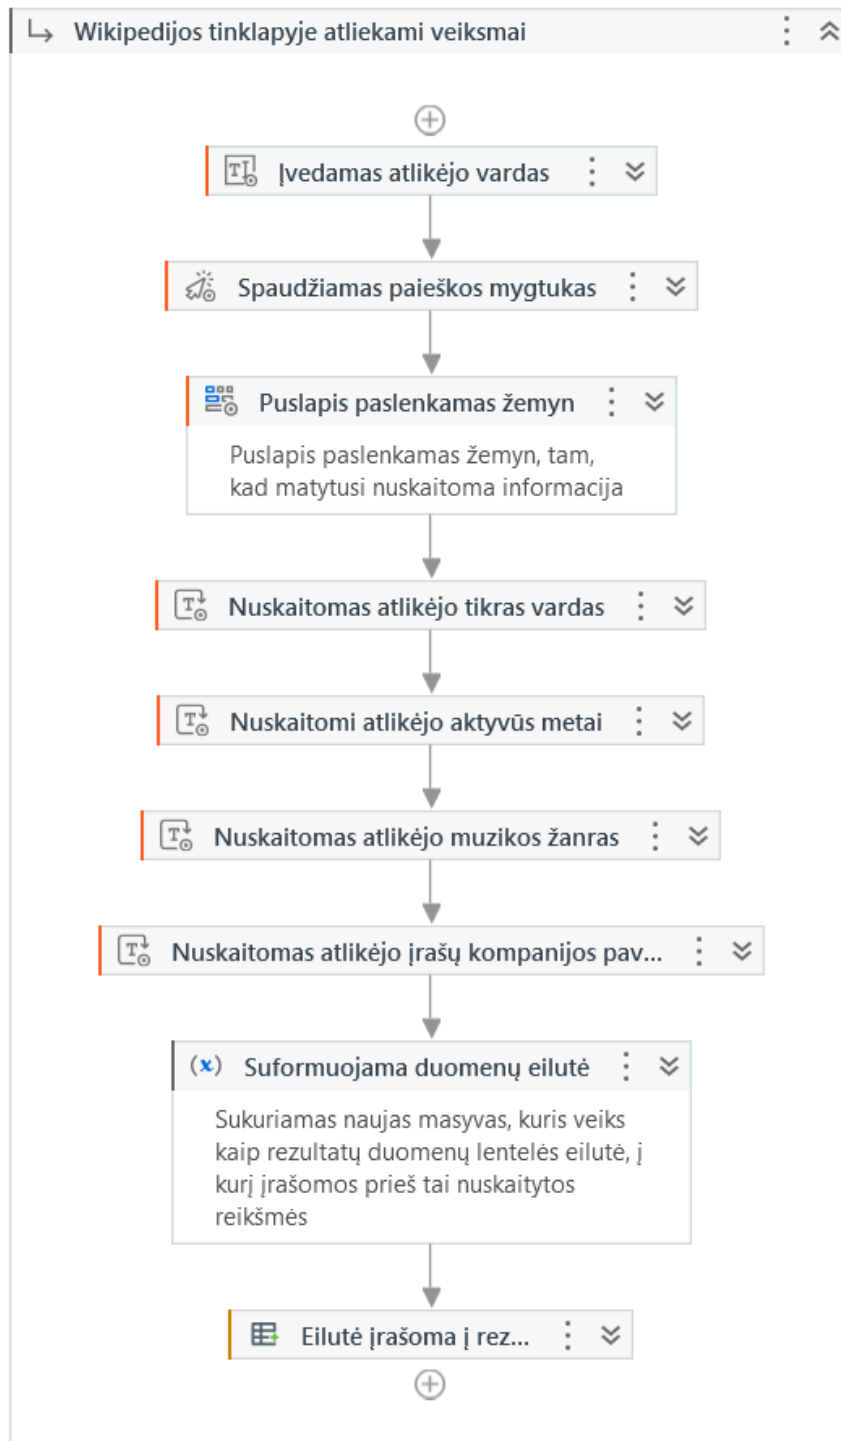 Wikipedijos tinklapyje atliekami veiksmai
Įvedamas atlikėjo vardas
Spaudžiamas paieškos mygtukas
Puslapis paslenkamas žemyn
Puslapis paslenkamas žemyn, tam,
kad matytusi nuskaitoma informacija
Nuskaitomas atlikėjo tikras vardas
Nuskaitomi atlikėjo aktyvūs metai
Nuskaitomas atlikėjo muzikos žanras
Nuskaitomas atlikėjo įrašų kompanijos pav...
(x) Suformuojama duomenų eilutė
Sukuriamas naujas masyvas, kuris veiks
kaip rezultatų duomenų lentelės eilutė, į
kurį įrašomos prieš tai nuskaitytos
reikšmės
Eilutė įrašoma į rez...